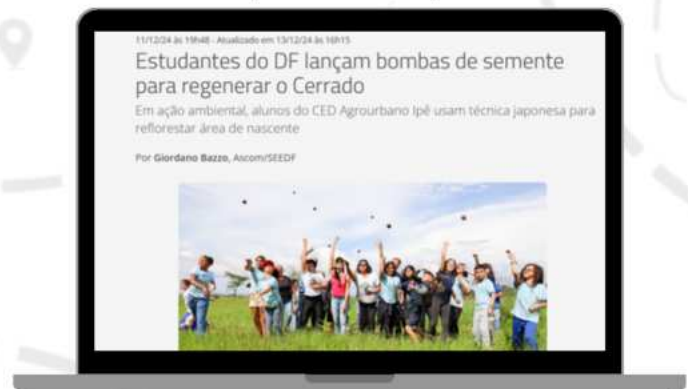 11/12/24 às 19h48 - Atualizado em 13/12/24 às 16h15
Estudantes do DF lançam bombas de semente
para regenerar o Cerrado
Em ação ambiental, alunos do CED Agrourbano Ipê usam técnica japonesa para
reflorestar área de nascente
Por Giordano Bazzo, Ascom/SEEDF